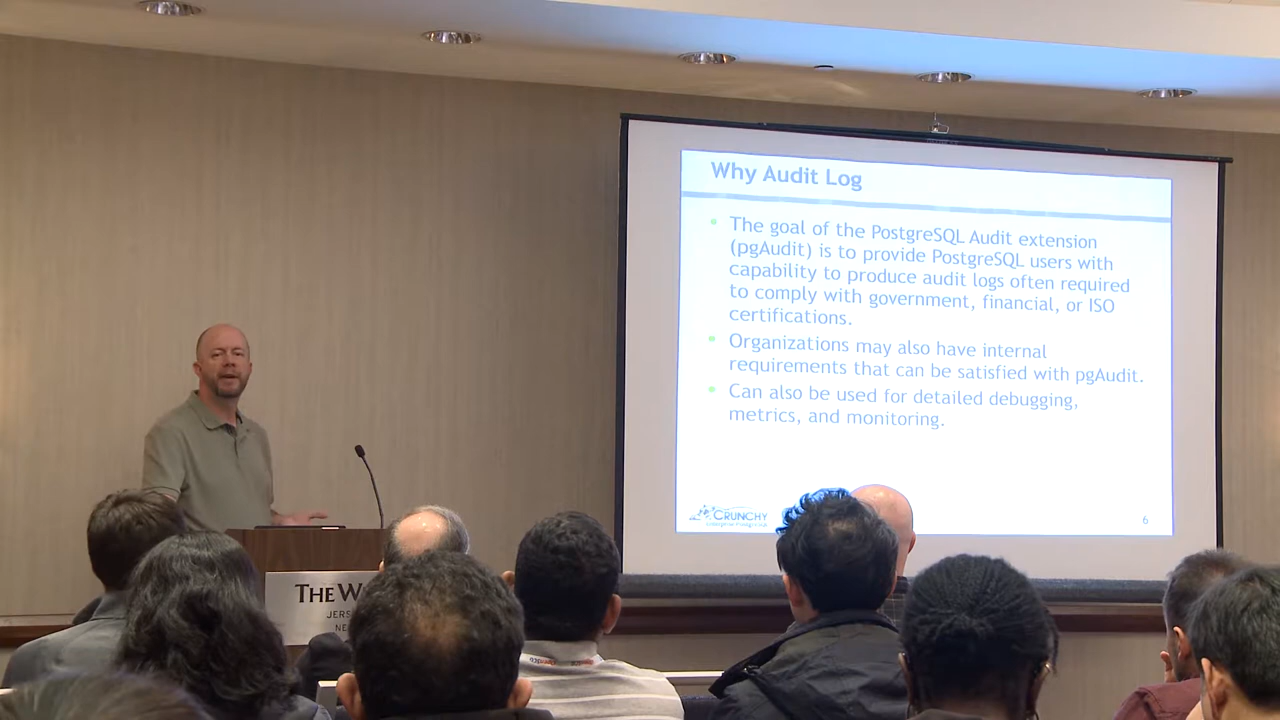 Why Audit Log
The goal of the PostgreSQL Audit extension
(pgAudit) is to provide PostgreSQL users with
capability to produce audit logs often required
to comply with government, financial, or ISO
certifications.
Organizations may also have internal
requirements that can be satisfied with pgAudit.
Can also be used for detailed debugging,
metrics, and monitoring.
CRUNCHY
6
THE W
JERS
NE